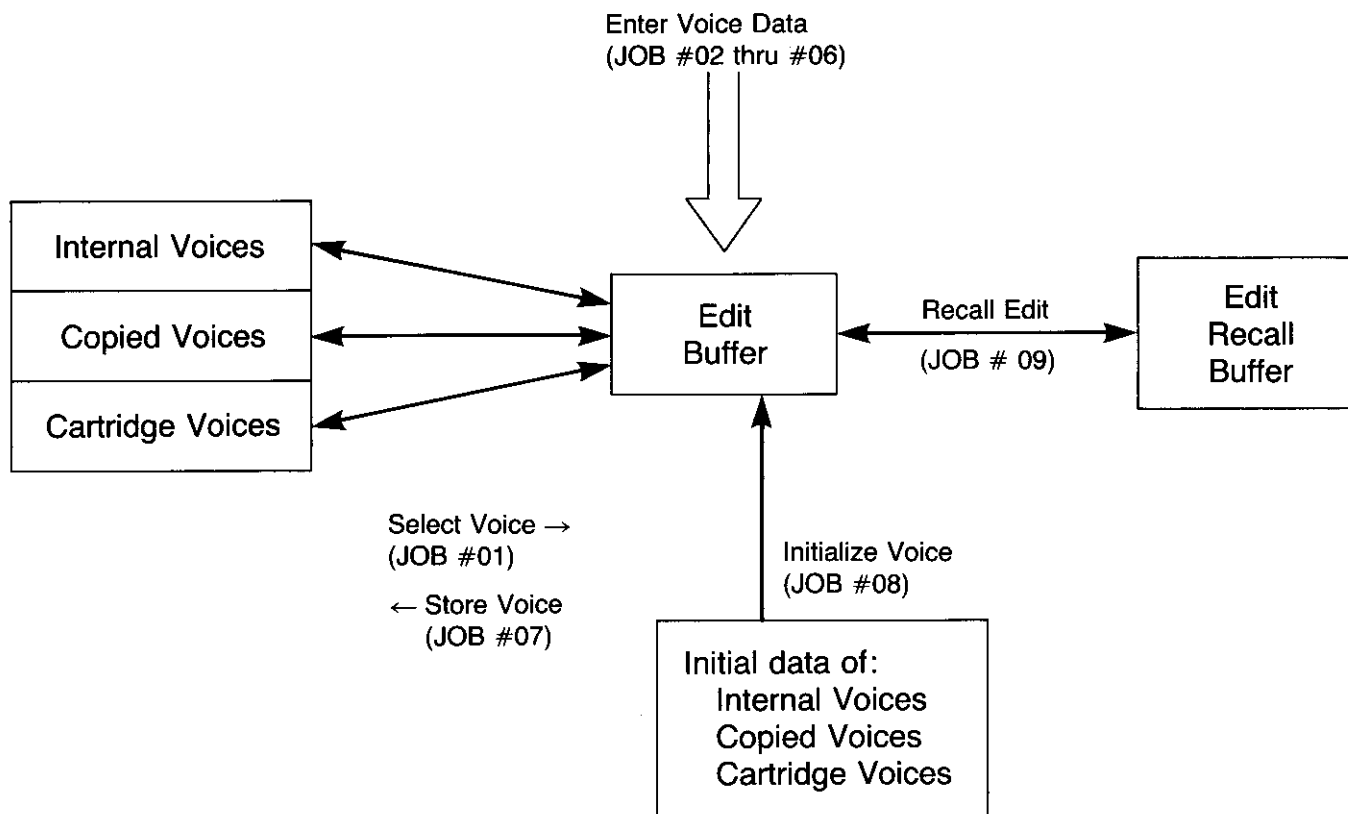 Enter Voice Data
(JOB #02 thru #06)
Internal Voices
Copied Voices
Cartridge Voices
Edit
Buffer
Recall Edit
(JOB # 09)
Edit
Recall
Buffer
Select Voice →
(JOB #01)
← Store Voice
(JOB #07)
Initialize Voice
(JOB #08)
Initial data of:
Internal Voices
Copied Voices
Cartridge Voices